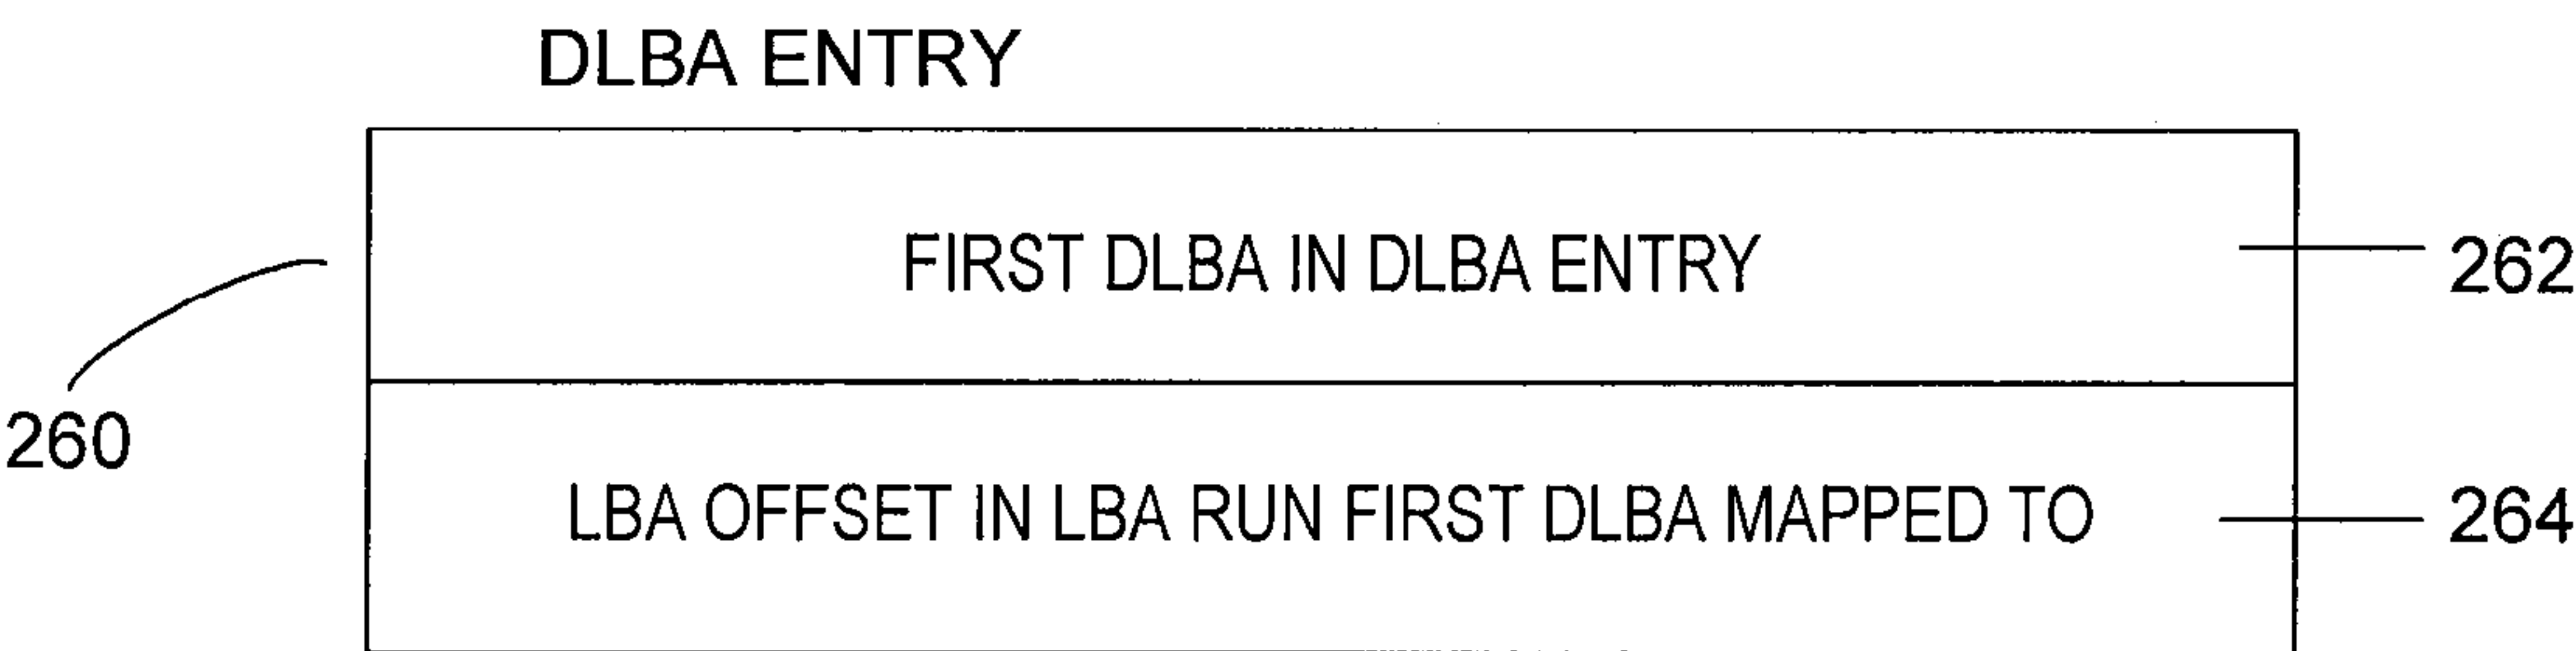 DLBA ENTRY
FIRST DLBA IN DLBA ENTRY
262
260
LBA OFFSET IN LBA RUN FIRST DLBA MAPPED TO
264